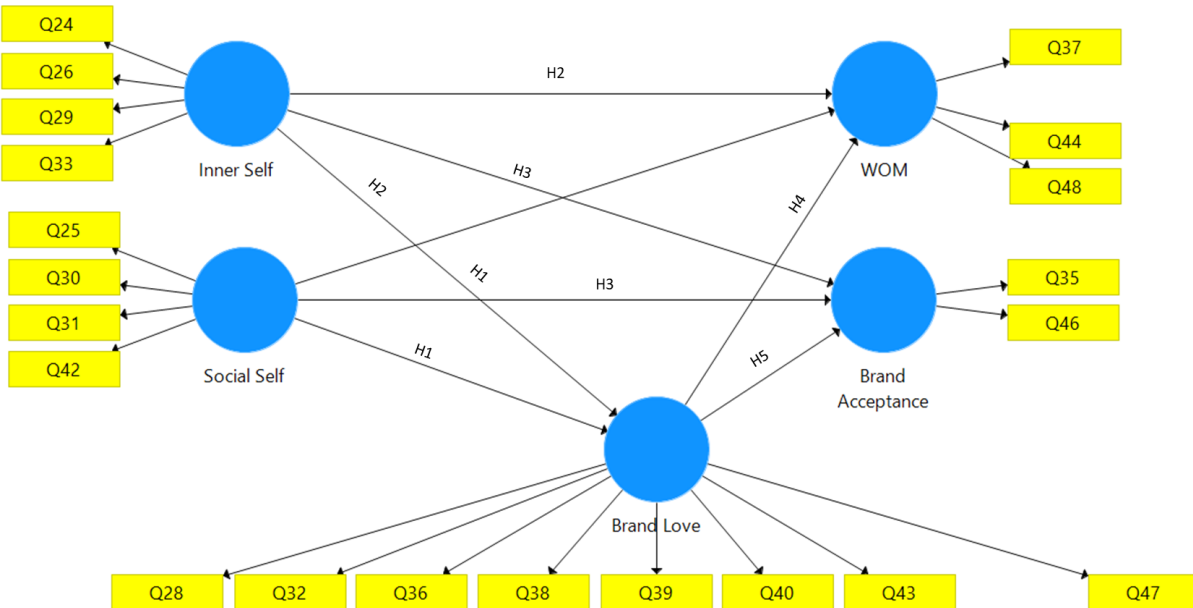 Q24
Q26
Q29
Q33
Inner Self
Q25
Q30
Q31
Q42
Social Self
H2
H2
H3
H1
H3
H1
H4
H5
WOM
Q37
Q44
Q48
Brand
Acceptance
Q35
Q46
Brand Love
Q28
Q32
Q36
Q38
Q39
Q40
Q43
Q47